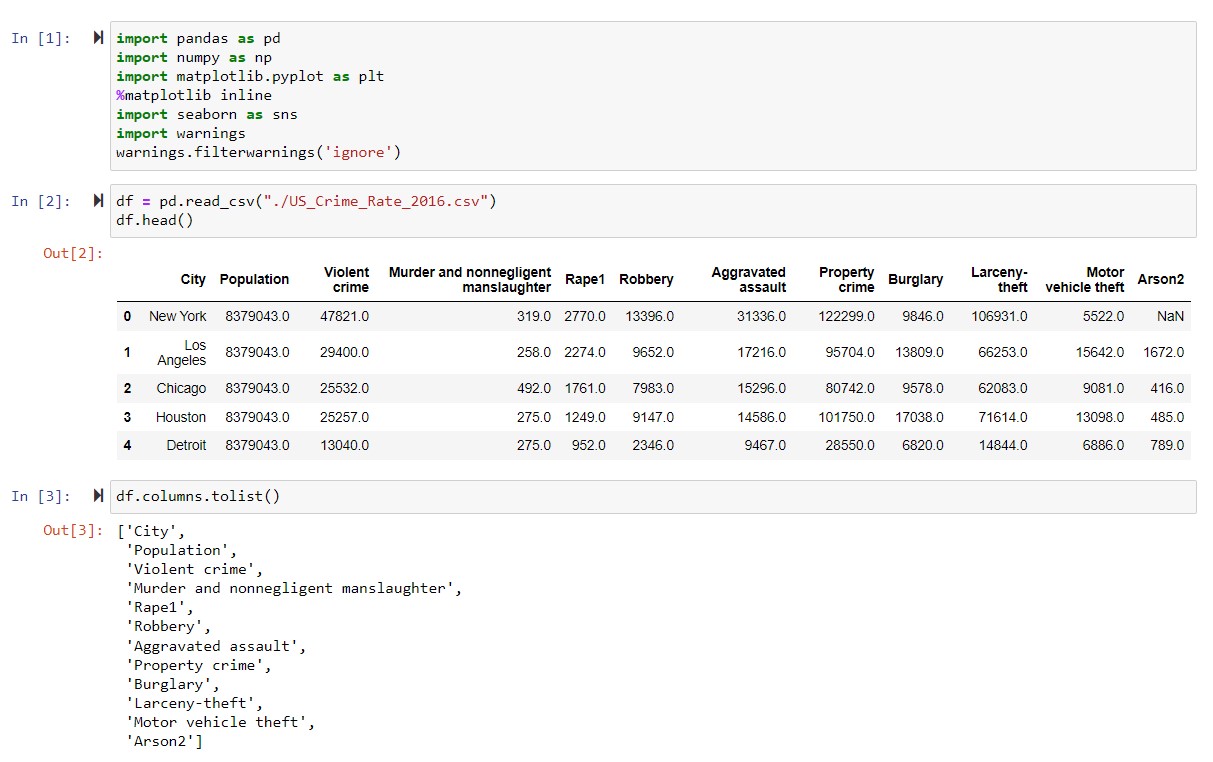 In [1]:
import pandas as pd
import numpy as np
import matplotlib.pyplot as plt
%matplotlib inline
import seaborn as sns
import warnings
warnings.filterwarnings('ignore')
In [2]:
df = pd.read_csv("./US_Crime_Rate_2016.csv")
df.head()
Out[2]:
City Population Violent crime Murder and nonnegligent manslaughter Rape1 Robbery Aggravated assault Property crime Burglary Larceny-theft Motor vehicle theft Arson2
0 New York 8379043.0 47821.0 319.0 2770.0 13396.0 31336.0 122299.0 9846.0 106931.0 5522.0 NaN
1 Los Angeles 8379043.0 29400.0 258.0 2274.0 9652.0 17216.0 95704.0 13809.0 66253.0 15642.0 1672.0
2 Chicago 8379043.0 25532.0 492.0 1761.0 7983.0 15296.0 80742.0 9578.0 62083.0 9081.0 416.0
3 Houston 8379043.0 25257.0 275.0 1249.0 9147.0 14586.0 101750.0 17038.0 71614.0 13098.0 485.0
4 Detroit 8379043.0 13040.0 275.0 952.0 2346.0 9467.0 28550.0 6820.0 14844.0 6886.0 789.0
In [3]:
df.columns.tolist()
Out[3]:
['City',
'Population',
'Violent crime',
'Murder and nonnegligent manslaughter',
'Rape1',
'Robbery',
'Aggravated assault',
'Property crime',
'Burglary',
'Larceny-theft',
'Motor vehicle theft',
'Arson2']